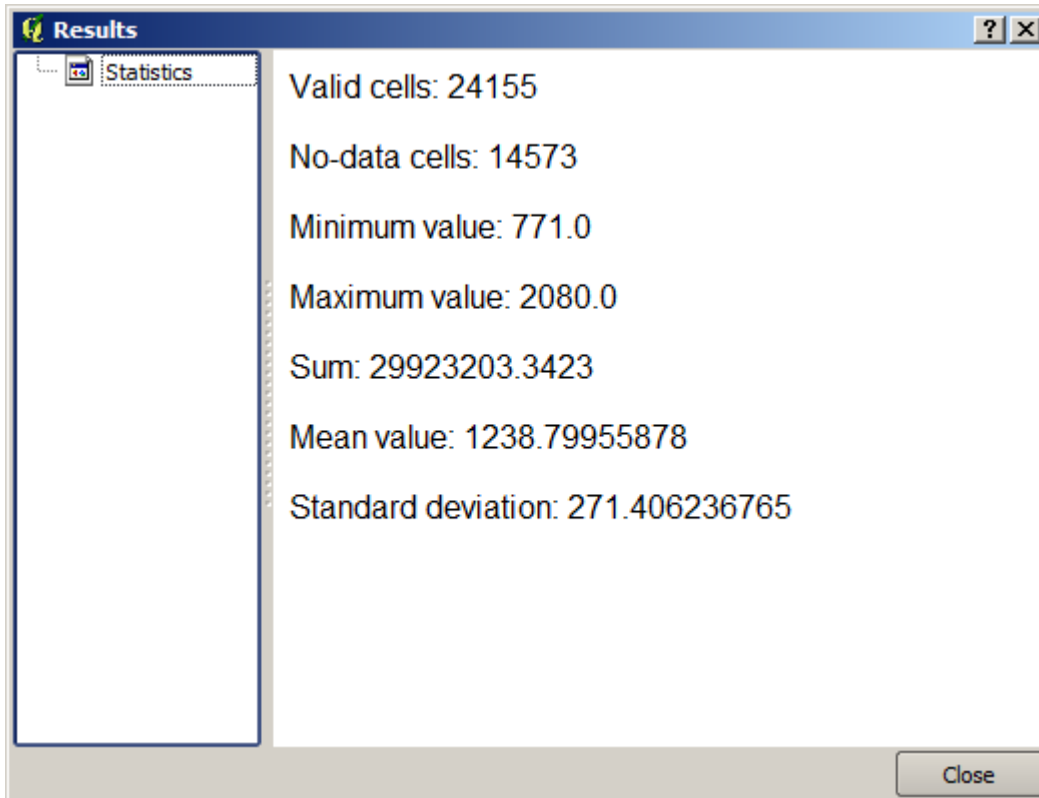 Results
Statistics
Valid cells: 24155
No-data cells: 14573
Minimum value: 771.0
Maximum value: 2080.0
Sum: 29923203.3423
Mean value: 1238.79955878
Standard deviation: 271.406236765
Close